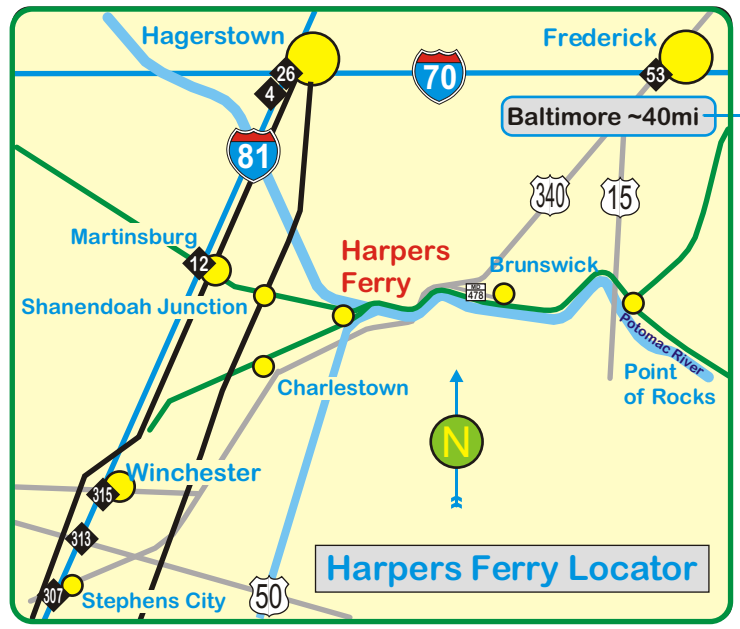 Hagerstown
Frederick
26
70
53
4
Baltimore ~40mi
81
340
15
Martinsburg
12
Harpers
Ferry
Brunswick
MD
478
Shanendoah Junction
Potomac River
Point
of Rocks
Charlestown
N
Winchester
315
313
Harpers Ferry Locator
307
Stephens City
50